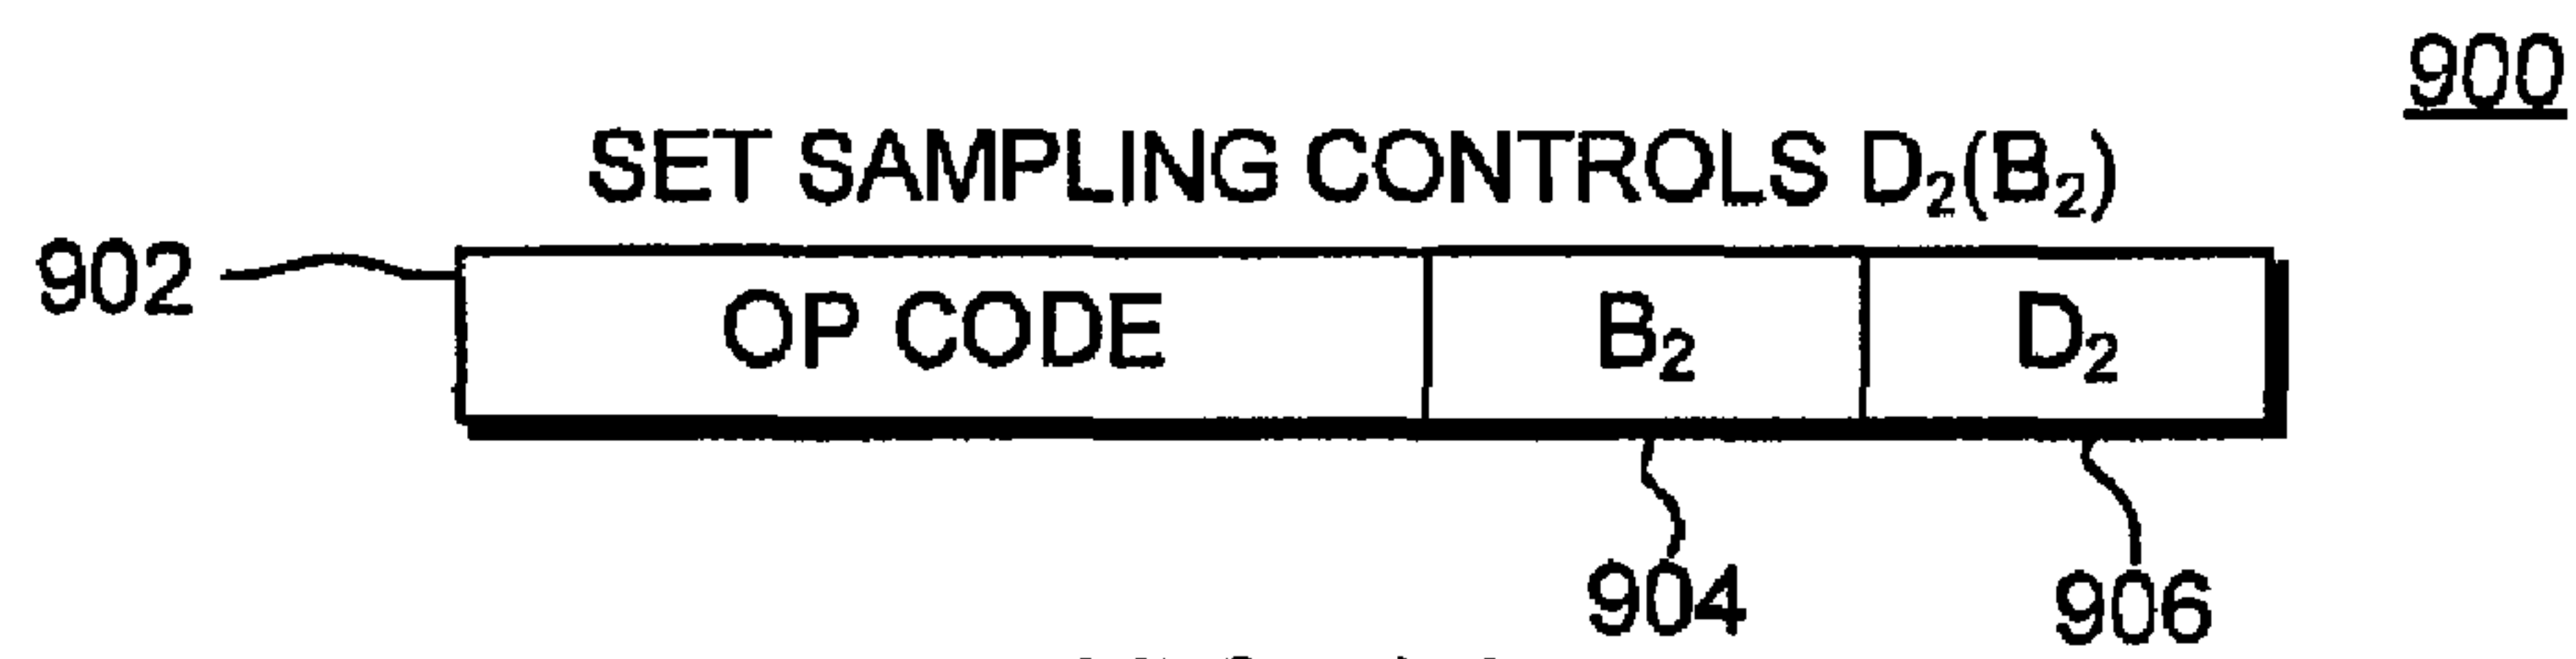 900
SET SAMPLING CONTROLS D₂(B₂)
902
OP CODE B₂ D₂
904 906